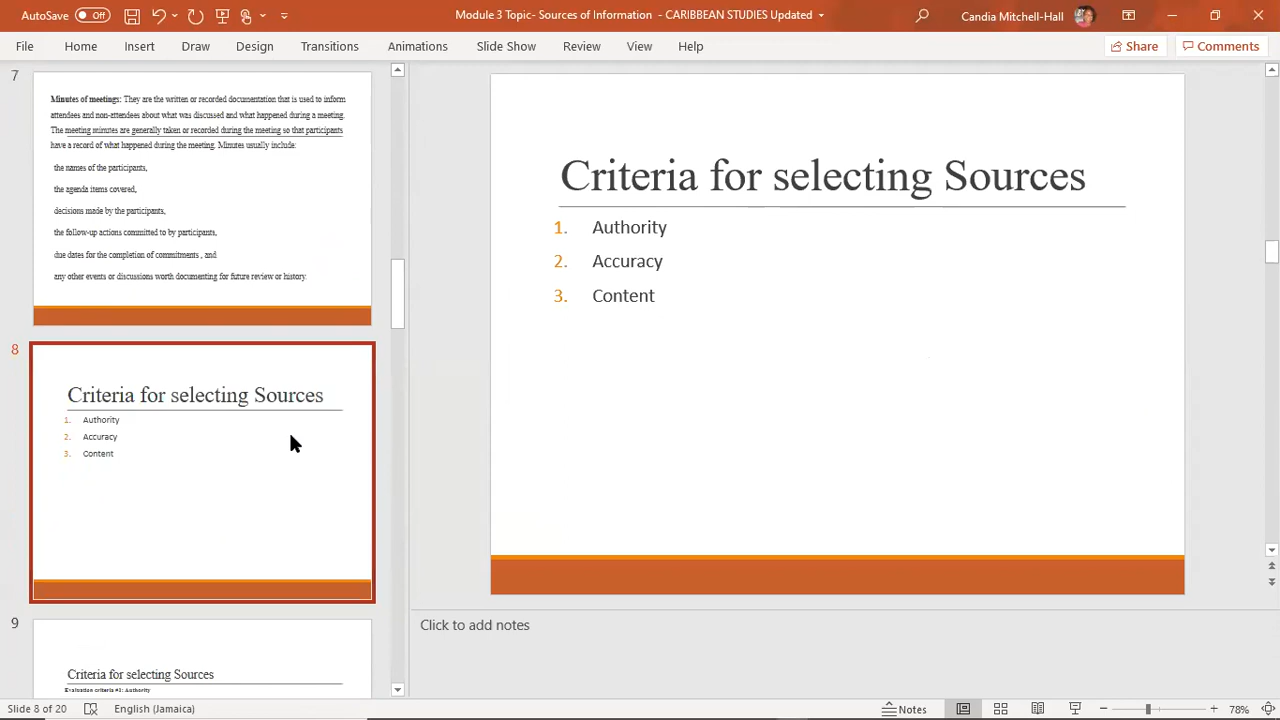 AutoSave Off
Module 3 Topic- Sources of Information - CARIBBEAN STUDIES Updated
Candia Mitchell-Hall
File Home Insert Draw Design Transitions Animations Slide Show Review View Help
Share Comments
7
Minutes of meetings: They are the written or recorded documentation that is used to inform
attendees and non-attendees about what was discussed and what happened during a meeting.
The meeting minutes are generally taken or recorded during the meeting so that participants
have a record of what happened during the meeting. Minutes usually include:
the names of the participants,
the agenda items covered,
decisions made by the participants,
the follow-up actions committed to by participants,
due dates for the completion of commitments , and
any other events or discussions worth documenting for future review or history.
8
Criteria for selecting Sources
1. Authority
2. Accuracy
3. Content
9
Criteria for selecting Sources
Evaluation criteria #1: Authority
Criteria for selecting Sources
1. Authority
2. Accuracy
3. Content
Click to add notes
Slide 8 of 20
English (Jamaica)
Notes
78%